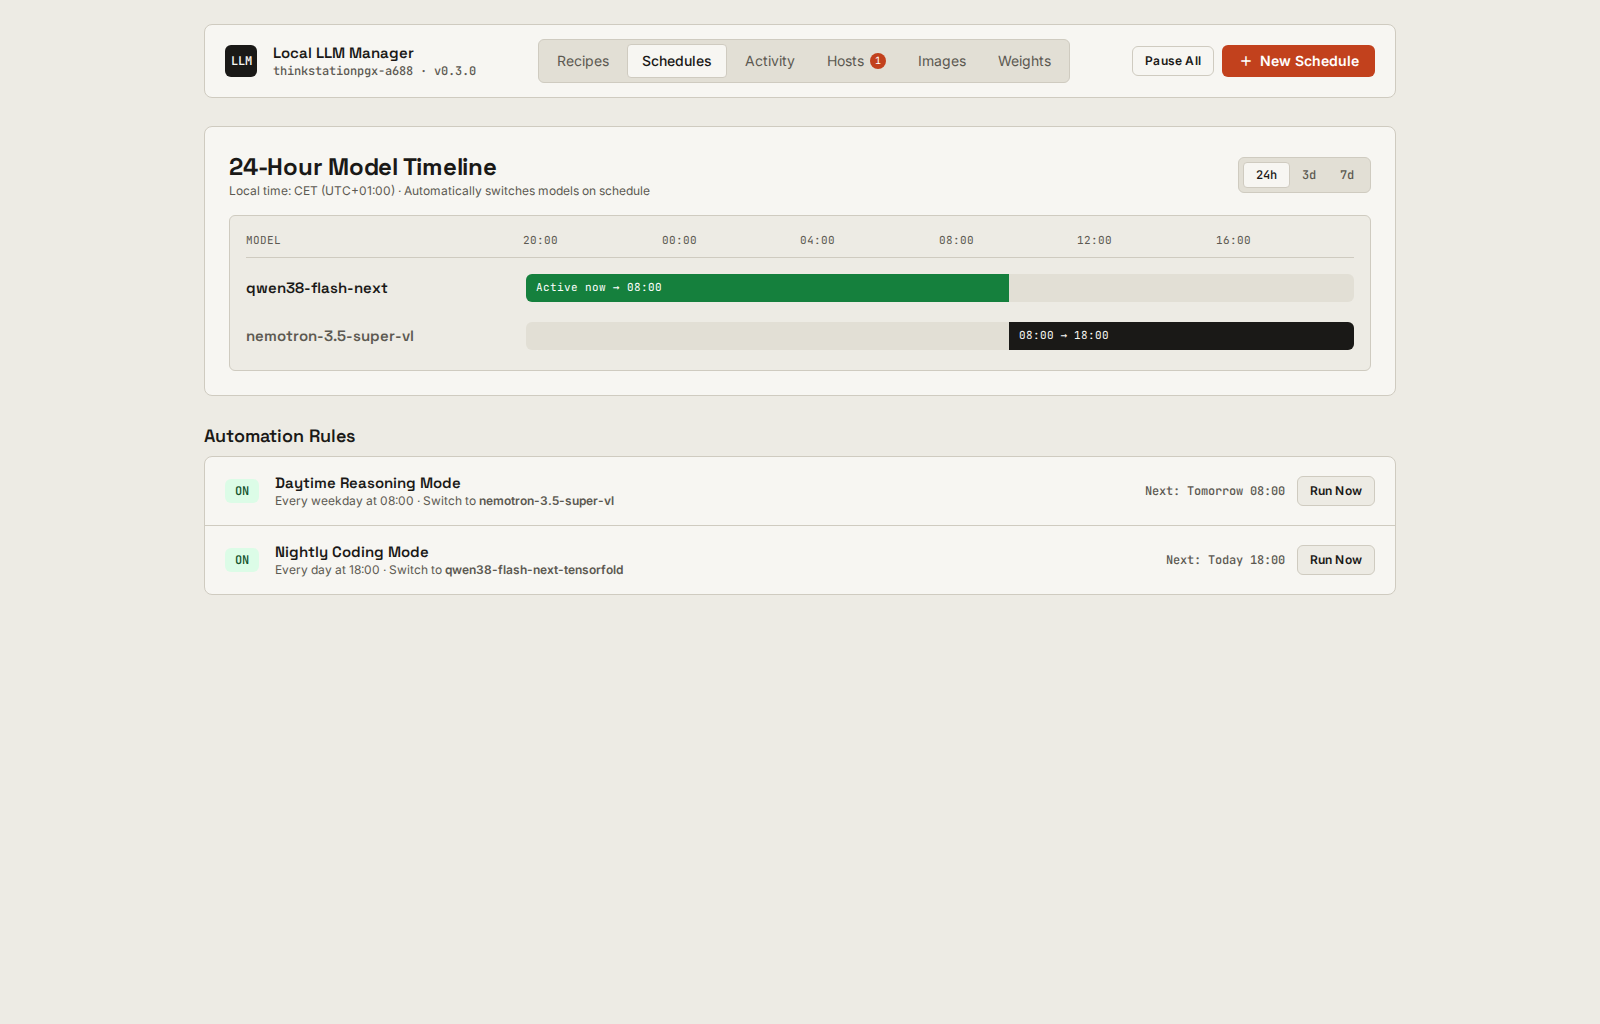 LLM
Local LLM Manager
thinkstationpgx-a688 · v0.3.0
Recipes
Schedules
Activity
Hosts 1
Images
Weights
Pause All
+ New Schedule
24-Hour Model Timeline
Local time: CET (UTC+01:00) · Automatically switches models on schedule
24h 3d 7d
MODEL 20:00 00:00 04:00 08:00 12:00 16:00
qwen38-flash-next
Active now → 08:00
nemotron-3.5-super-vl
08:00 → 18:00
Automation Rules
ON
Daytime Reasoning Mode
Every weekday at 08:00 · Switch to nemotron-3.5-super-vl
Next: Tomorrow 08:00
Run Now
ON
Nightly Coding Mode
Every day at 18:00 · Switch to qwen38-flash-next-tensorfold
Next: Today 18:00
Run Now